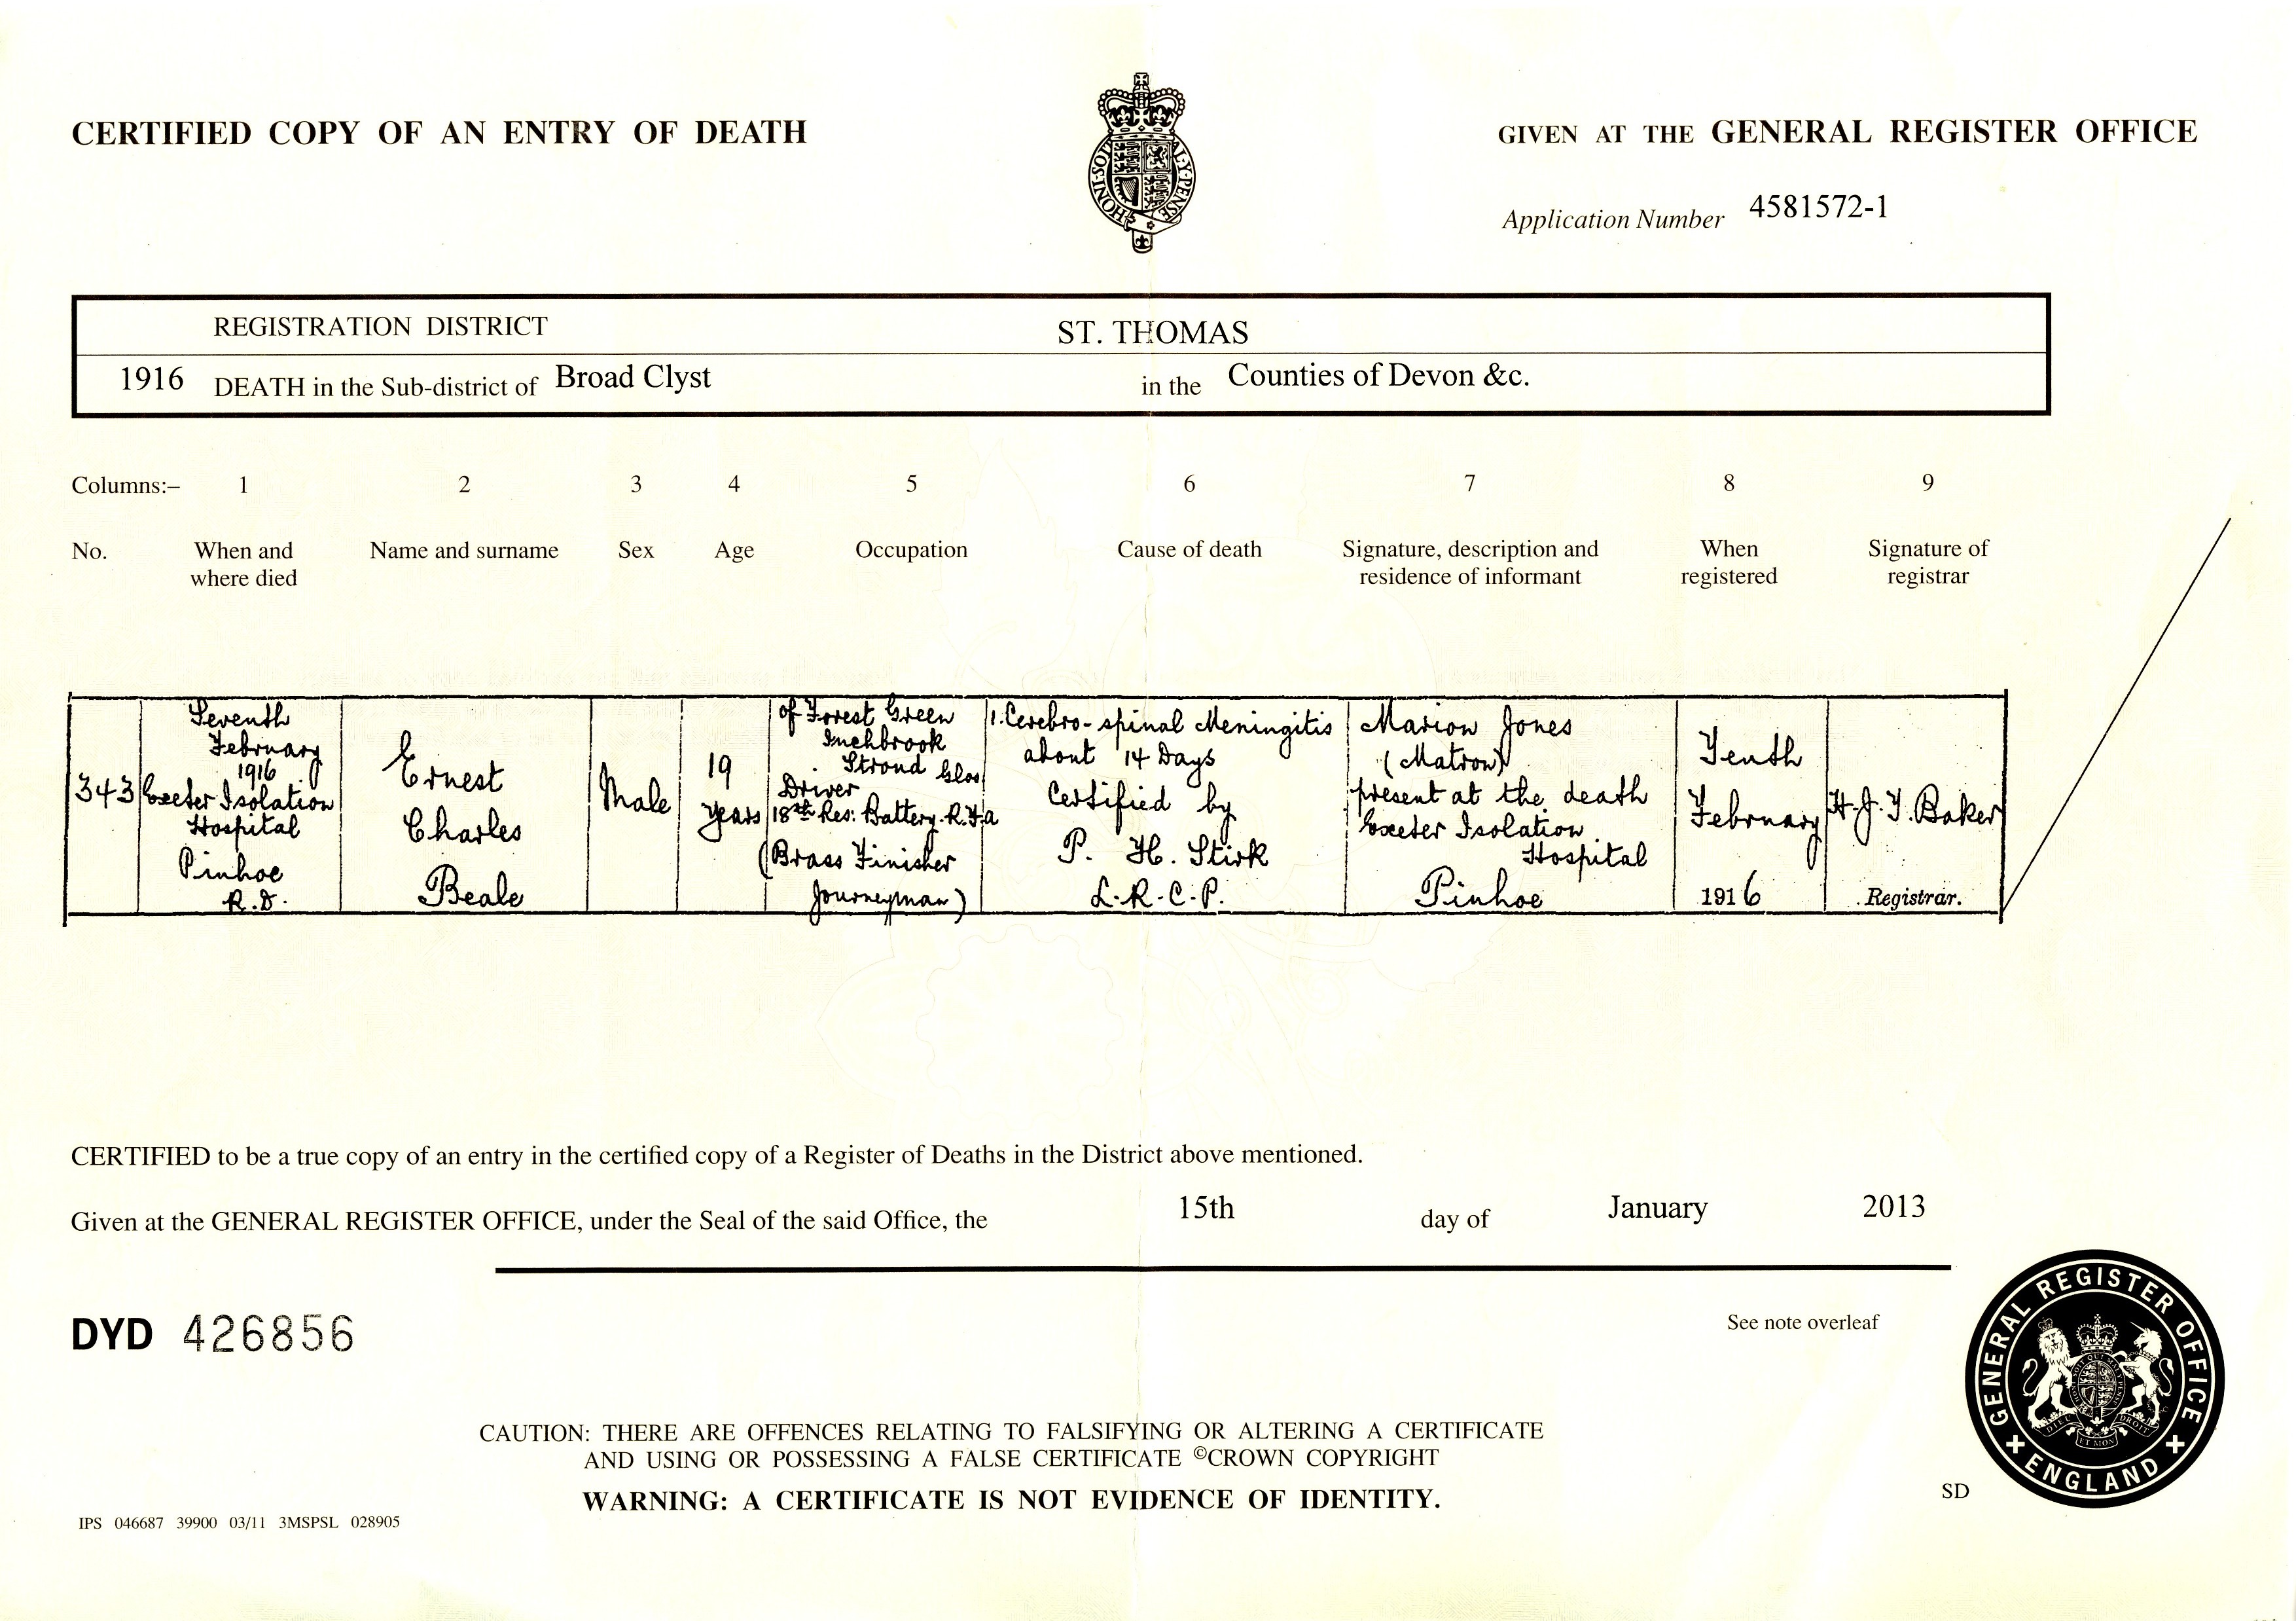 CERTIFIED COPY OF AN ENTRY OF DEATH
HONI·SOI AL·Y·PENSE
GIVEN AT THE GENERAL REGISTER OFFICE
Application Number 4581572-1
REGISTRATION DISTRICT ST. THOMAS
1916 DEATH in the Sub-district of Broad Clyst in the Counties of Devon &c.
Columns:– 1 2 3 4 5 6 7 8 9
No.
When and
where died
Name and surname
Sex
Age
Occupation
Cause of death
Signature, description and
residence of informant
When
registered
Signature of
registrar
343
Seventh
February
1916
Exeter Isolation
Hospital
Pinhoe
R.D.
Ernest
Charles
Beale
Male
19
years
of Forest Green
Inchbrook
Stroud Glos
Driver
18th Res: Battery. R.F.a
(Brass Finisher
Journeyman)
1. Cerebro-spinal Meningitis
about 14 Days
Certified by
P. H. Stirk
L.R.C.P.
Marion Jones
(Matron)
present at the death
Exeter Isolation
Hospital
Pinhoe
Tenth
February
1916
H. J. T. Baker
Registrar.
CERTIFIED to be a true copy of an entry in the certified copy of a Register of Deaths in the District above mentioned.
Given at the GENERAL REGISTER OFFICE, under the Seal of the said Office, the 15th day of January 2013
DYD 426856
See note overleaf
CAUTION: THERE ARE OFFENCES RELATING TO FALSIFYING OR ALTERING A CERTIFICATE
AND USING OR POSSESSING A FALSE CERTIFICATE ©CROWN COPYRIGHT
WARNING: A CERTIFICATE IS NOT EVIDENCE OF IDENTITY.
IPS 046687 39900 03/11 3MSPSL 028905
SD
GENERAL REGISTER OFFICE
ENGLAND
DIEU ET MON DROIT